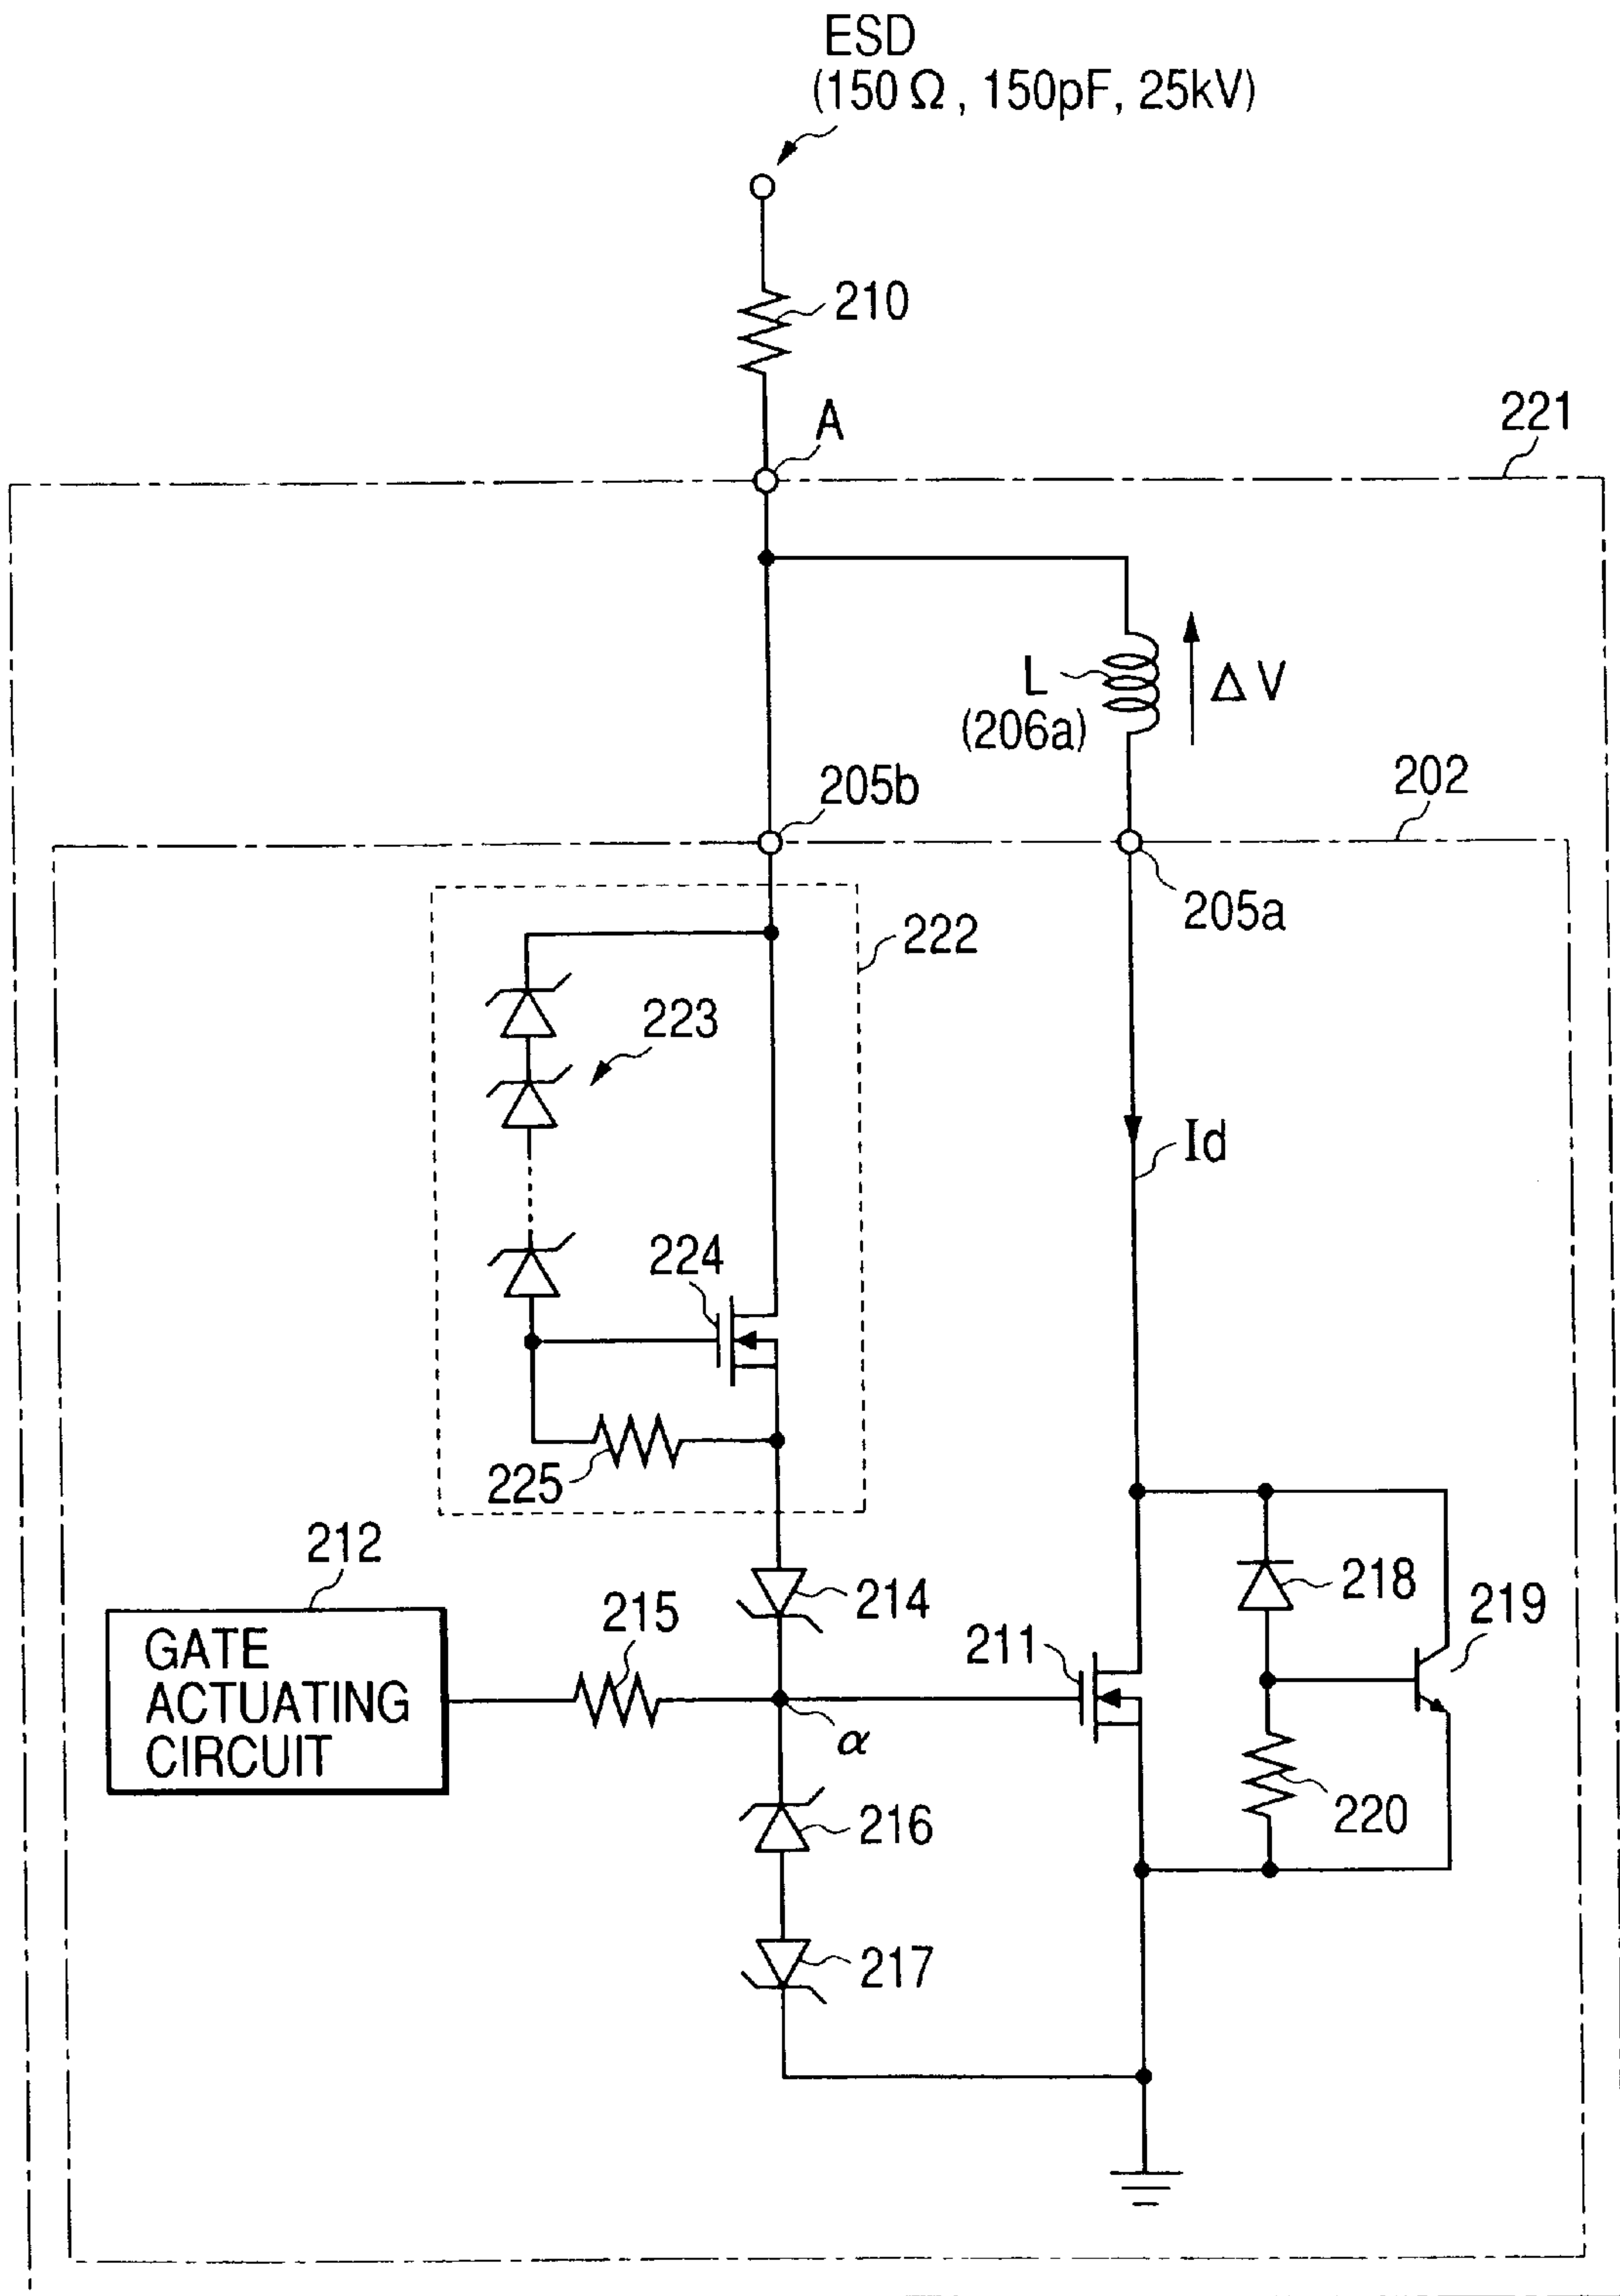 ESD
(150 Ω, 150pF, 25kV)
210
A
221
L
(206a)
ΔV
205b
202
205a
222
223
Id
224
225
212
GATE
ACTUATING
CIRCUIT
215
214
α
211
218
219
216
220
217